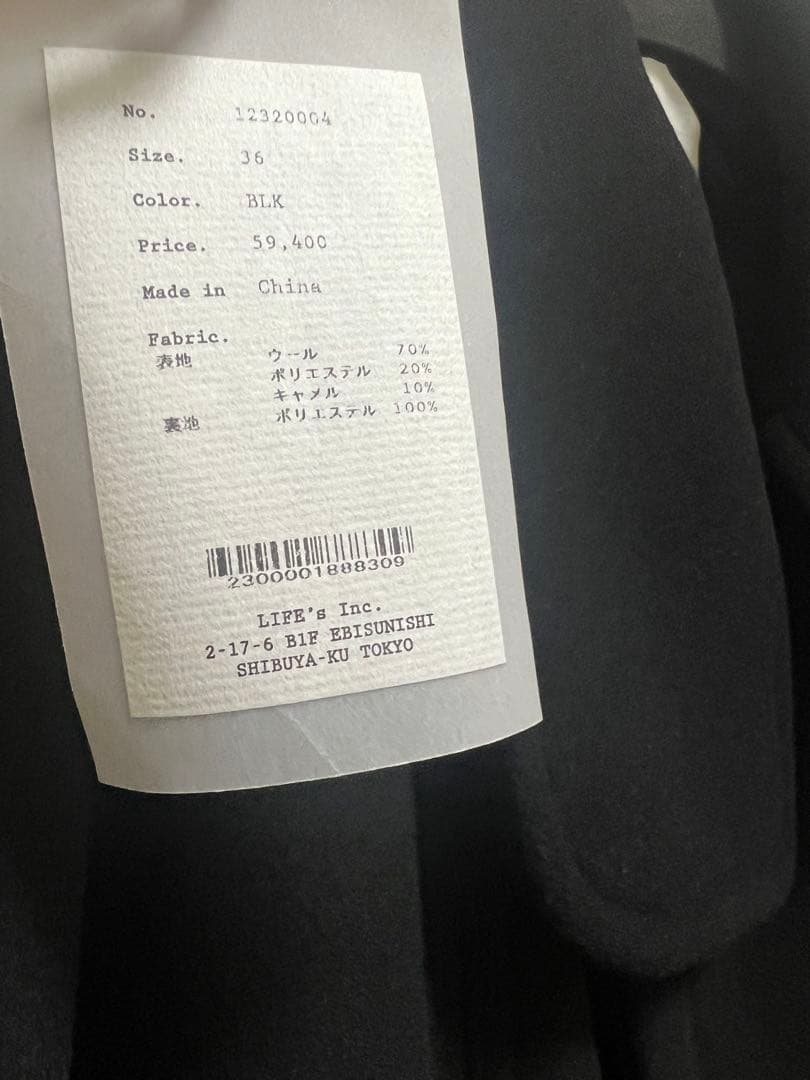 No. 12320004
Size. 36
Color. BLK
Price. 59,400
Made in China
Fabric.
表地 ウール 70%
ポリエステル 20%
キャメル 10%
裏地 ポリエステル 100%
2300001888309
LIFE's Inc.
2-17-6 B1F EBISUNISHI
SHIBUYA-KU TOKYO